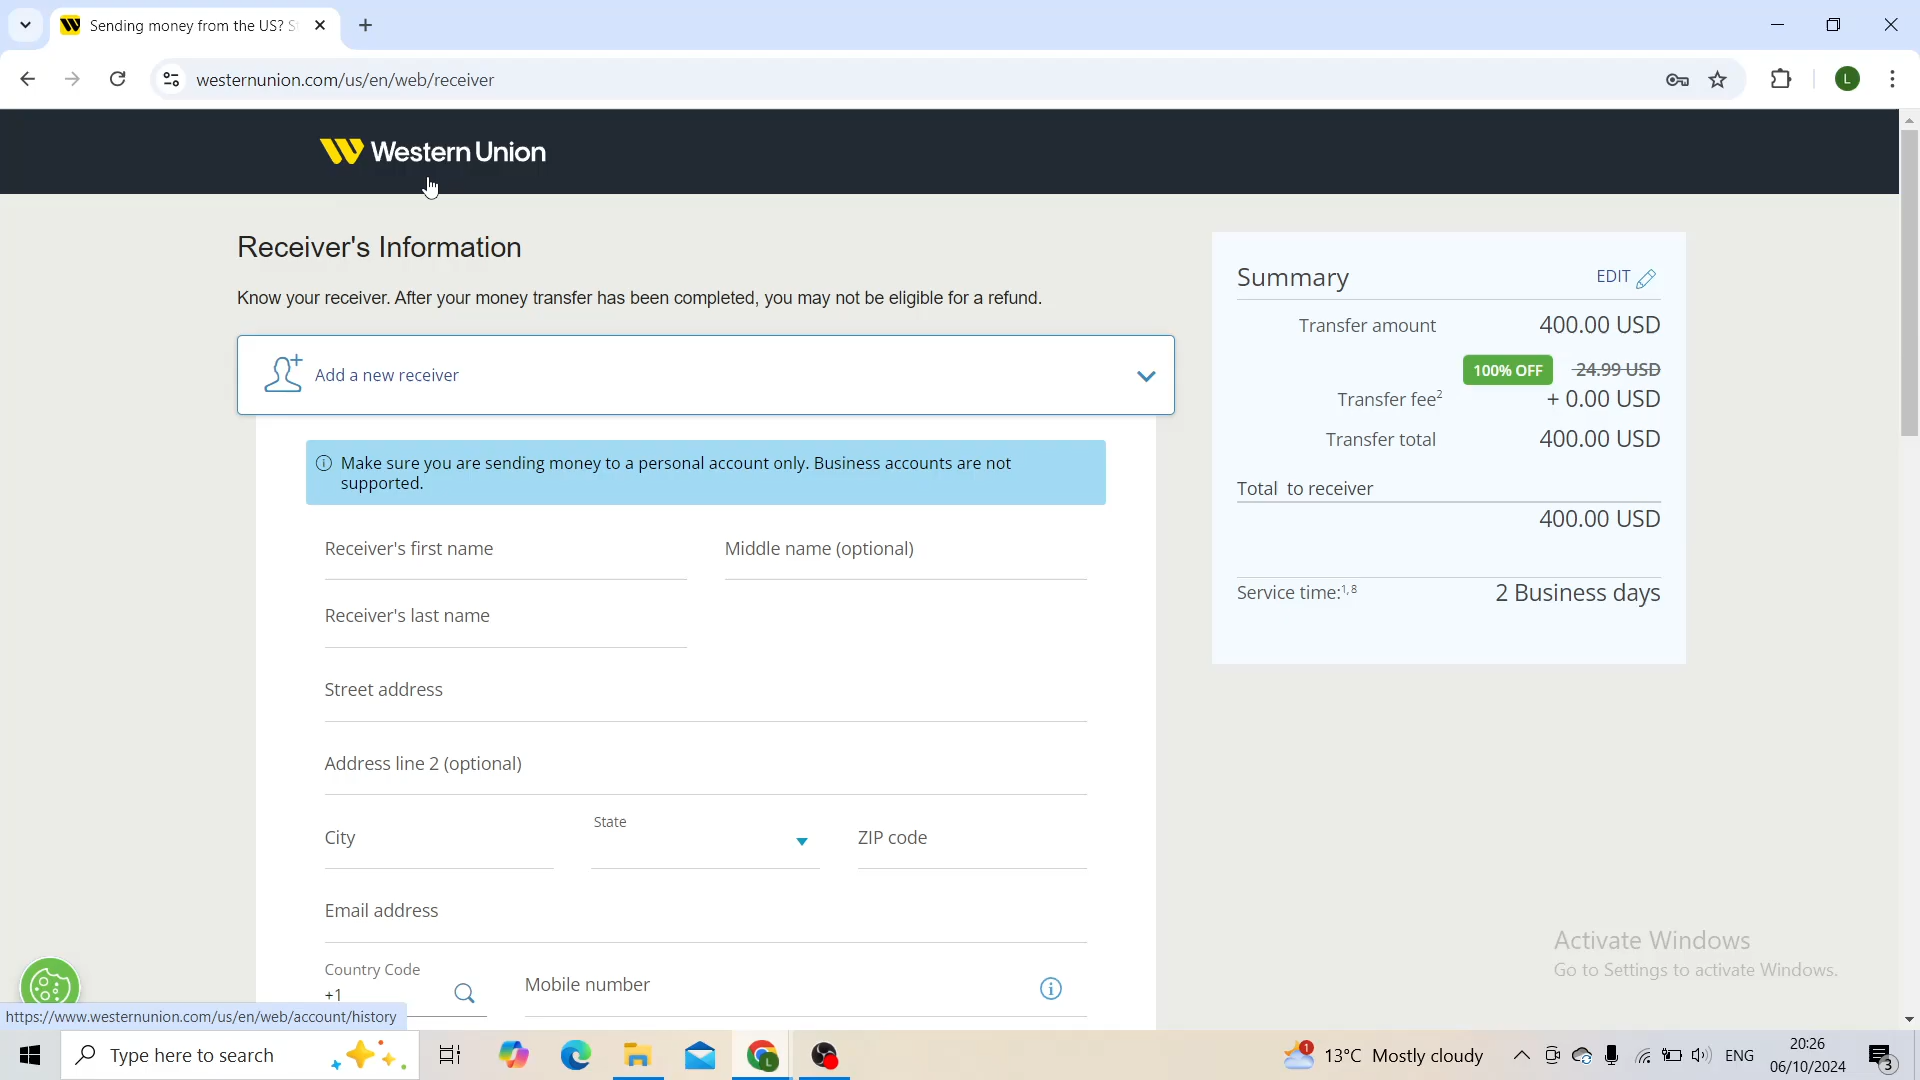 Sending money from the US? S
westernunion.com/us/en/web/receiver
L
Western Union
Receiver's Information
Know your receiver. After your money transfer has been completed, you may not be eligible for a refund.
Add a new receiver
Make sure you are sending money to a personal account only. Business accounts are not
supported.
Receiver's first name
Middle name (optional)
Receiver's last name
Street address
Address line 2 (optional)
City
State
ZIP code
Email address
Country Code
+1
Mobile number
Summary
EDIT
Transfer amount 400.00 USD
100% OFF 24.99 USD
Transfer fee2 + 0.00 USD
Transfer total 400.00 USD
Total to receiver
400.00 USD
Service time:1,8 2 Business days
Activate Windows
Go to Settings to activate Windows.
https://www.westernunion.com/us/en/web/account/history
Type here to search
L
1
13°C Mostly cloudy
ENG
20:26
06/10/2024
3